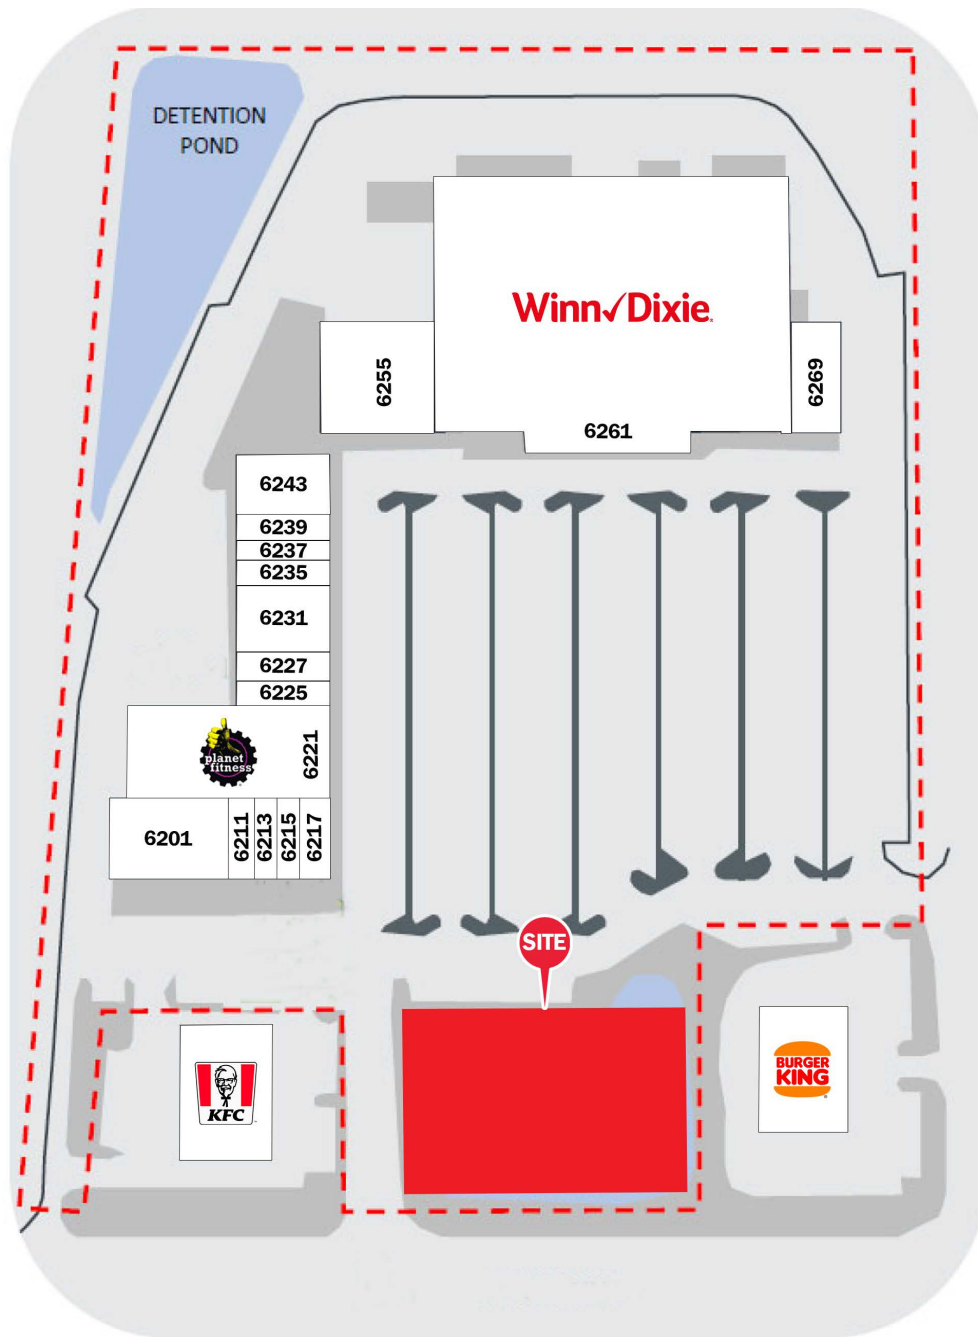 DETENTION
POND
Winn✓Dixie
6255
6269
6261
6243
6239
6237
6235
6231
6227
6225
planet
fitness
6221
6201
6211
6213
6215
6217
SITE
KFC
BURGER
KING